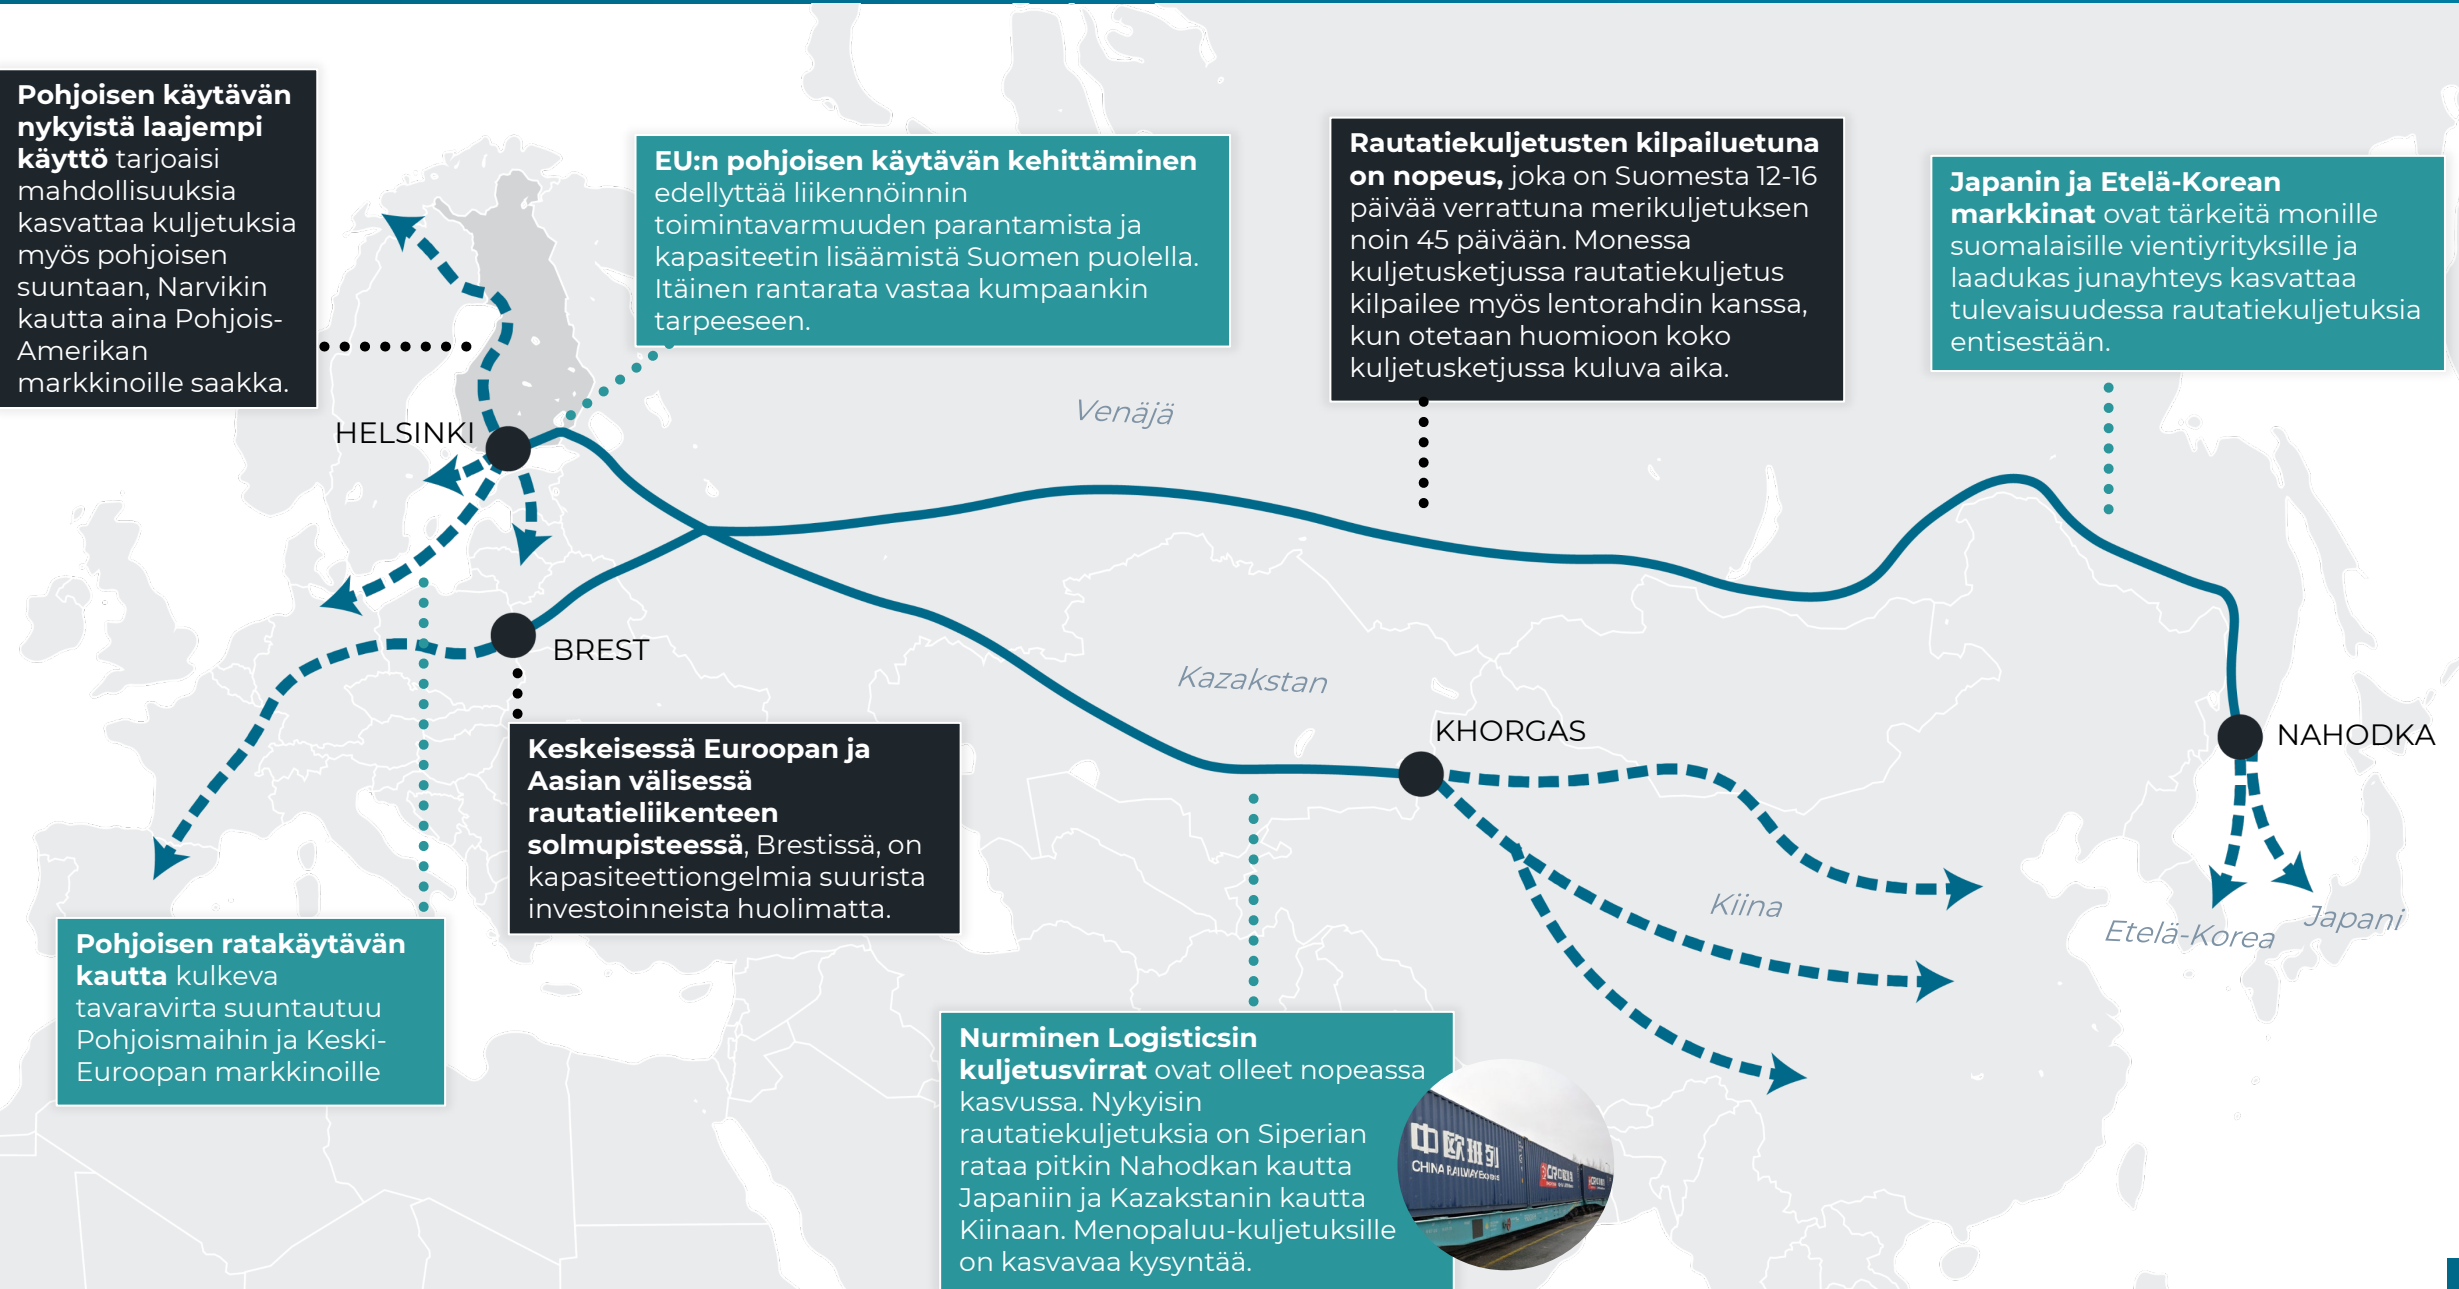 Pohjoisen käytävän
nykyistä laajempi
käyttö tarjoaisi
mahdollisuuksia
kasvattaa kuljetuksia
myös pohjoisen
suuntaan, Narvikin
kautta aina Pohjois-
Amerikan
markkinoille saakka.
EU:n pohjoisen käytävän kehittäminen
edellyttää liikennöinnin
toimintavarmuuden parantamista ja
kapasiteetin lisäämistä Suomen puolella.
Itäinen rantarata vastaa kumpaankin
tarpeeseen.
Rautatiekuljetusten kilpailuetuna
on nopeus, joka on Suomesta 12-16
päivää verrattuna merikuljetuksen
noin 45 päivään. Monessa
kuljetusketjussa rautatiekuljetus
kilpailee myös lentorahdin kanssa,
kun otetaan huomioon koko
kuljetusketjussa kuluva aika.
Japanin ja Etelä-Korean
markkinat ovat tärkeitä monille
suomalaisille vientiyrityksille ja
laadukas junayhteys kasvattaa
tulevaisuudessa rautatiekuljetuksia
entisestään.
Venäjä
HELSINKI
BREST
Kazakstan
KHORGAS
NAHODKA
Kiina
Etelä-Korea
Japani
Keskeisessä Euroopan ja
Aasian välisessä
rautatieliikenteen
solmupisteessä, Brestissä, on
kapasiteettiongelmia suurista
investoinneista huolimatta.
Pohjoisen ratakäytävän
kautta kulkeva
tavaravirta suuntautuu
Pohjoismaihin ja Keski-
Euroopan markkinoille
Nurminen Logisticsin
kuljetusvirrat ovat olleet nopeassa
kasvussa. Nykyisin
rautatiekuljetuksia on Siperian
rataa pitkin Nahodkan kautta
Japaniin ja Kazakstanin kautta
Kiinaan. Menopaluu-kuljetuksille
on kasvavaa kysyntää.
中欧班列
CHINA RAILWAY Express